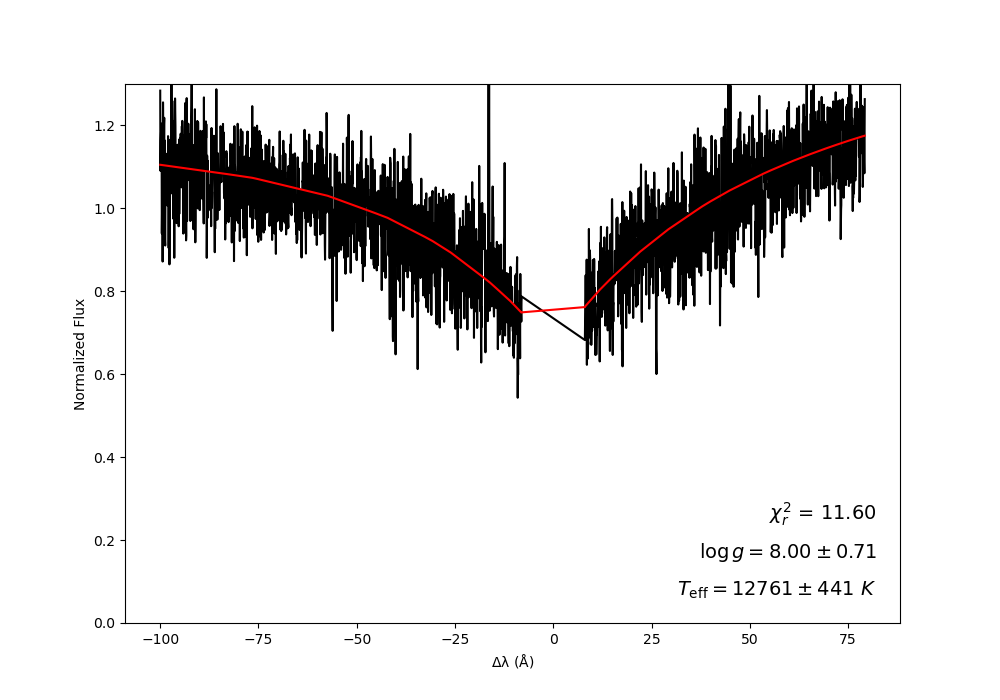 1.2
1.0
0.8
0.6
0.4
0.2
0.0
Normalized Flux
χ²ᵣ = 11.60
log g = 8.00 ± 0.71
T_eff = 12761 ± 441 K
−100 −75 −50 −25 0 25 50 75
Δλ (Å)